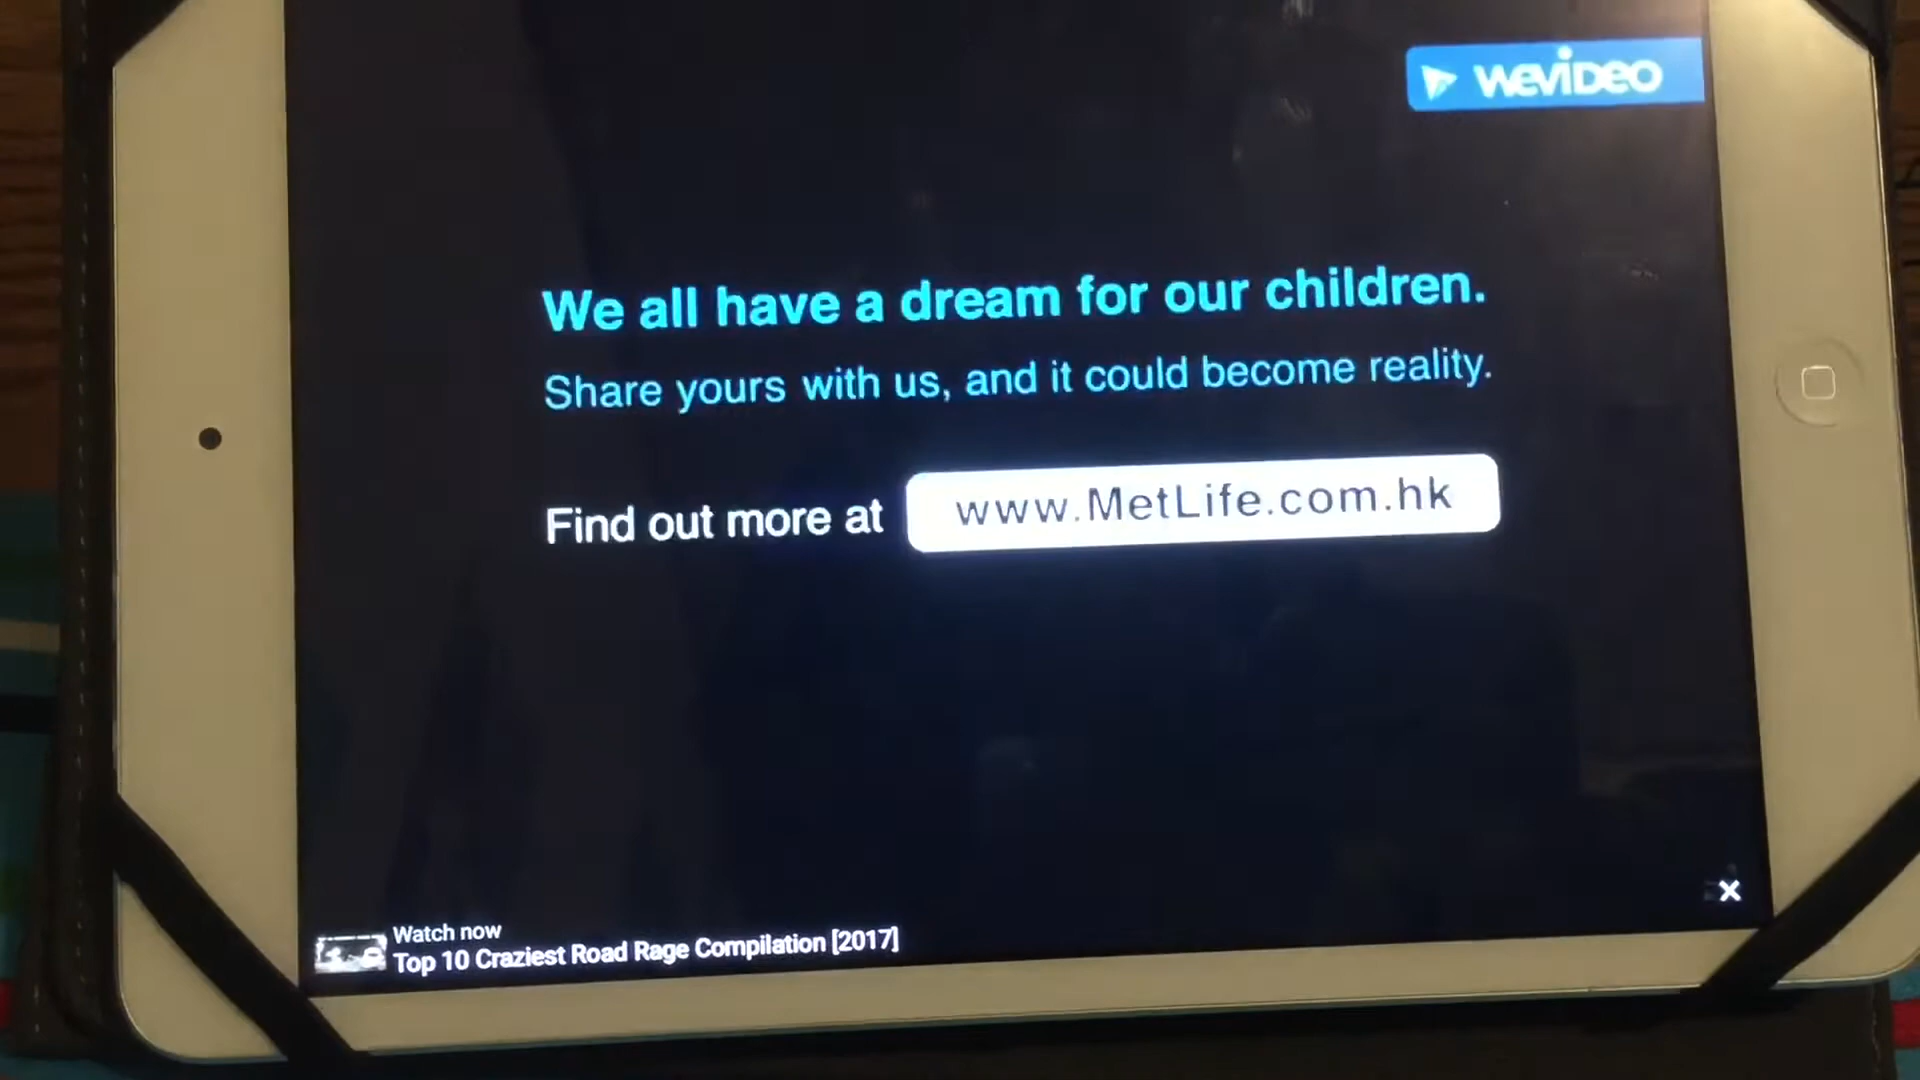 WeVideo
We all have a dream for our children.
Share yours with us, and it could become reality.
Find out more at www.MetLife.com.hk
Watch now
Top 10 Craziest Road Rage Compilation [2017]